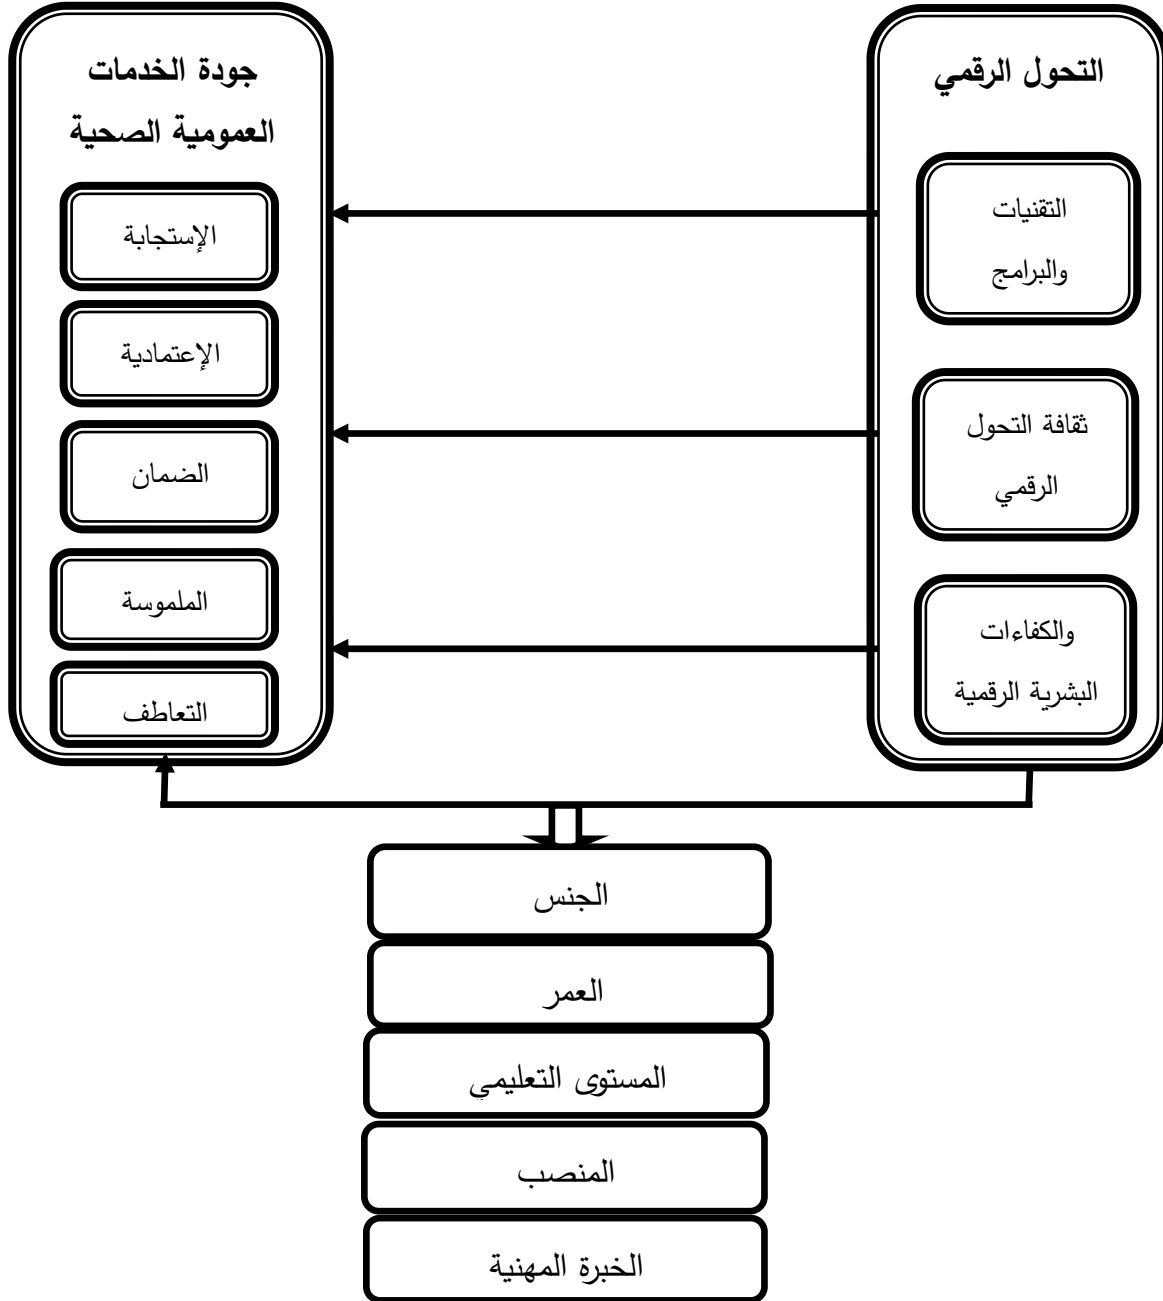 التحول الرقمي
التقنيات
والبرامج
ثقافة التحول
الرقمي
والكفاءات
البشرية الرقمية
جودة الخدمات
العمومية الصحية
الإستجابة
الإعتمادية
الضمان
الملموسة
التعاطف
الجنس
العمر
المستوى التعليمي
المنصب
الخبرة المهنية